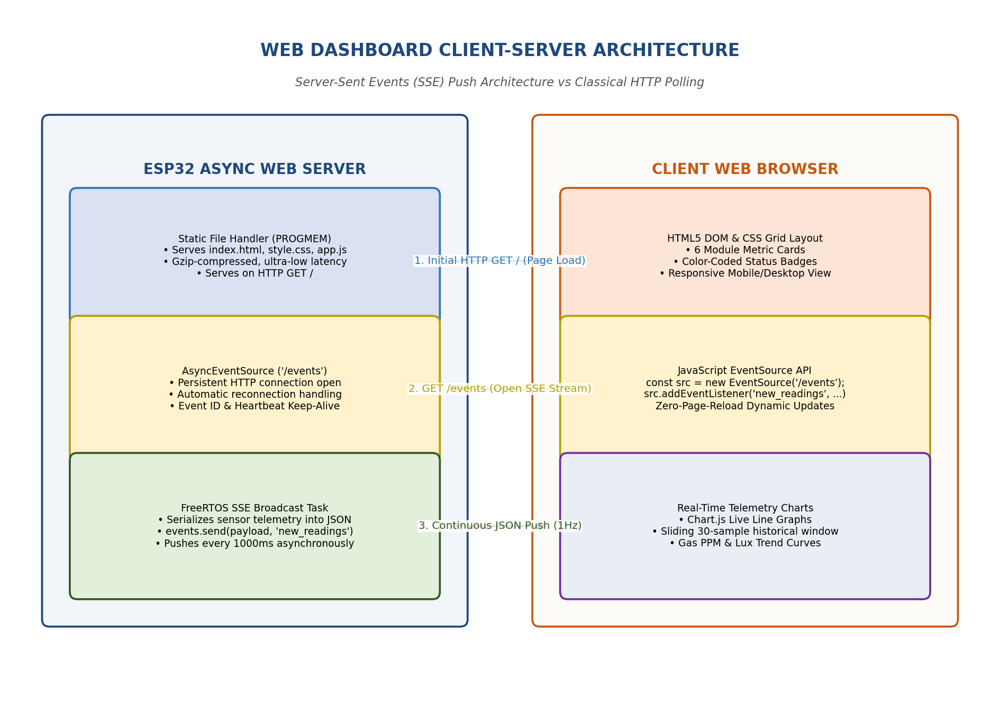 WEB DASHBOARD CLIENT-SERVER ARCHITECTURE
Server-Sent Events (SSE) Push Architecture vs Classical HTTP Polling
ESP32 ASYNC WEB SERVER
Static File Handler (PROGMEM)
• Serves index.html, style.css, app.js
• Gzip-compressed, ultra-low latency
• Serves on HTTP GET /
AsyncEventSource ('/events')
• Persistent HTTP connection open
• Automatic reconnection handling
• Event ID & Heartbeat Keep-Alive
FreeRTOS SSE Broadcast Task
• Serializes sensor telemetry into JSON
• events.send(payload, 'new_readings')
• Pushes every 1000ms asynchronously
1. Initial HTTP GET / (Page Load)
2. GET /events (Open SSE Stream)
3. Continuous JSON Push (1Hz)
CLIENT WEB BROWSER
HTML5 DOM & CSS Grid Layout
• 6 Module Metric Cards
• Color-Coded Status Badges
• Responsive Mobile/Desktop View
JavaScript EventSource API
const src = new EventSource('/events');
src.addEventListener('new_readings', ...)
Zero-Page-Reload Dynamic Updates
Real-Time Telemetry Charts
• Chart.js Live Line Graphs
• Sliding 30-sample historical window
• Gas PPM & Lux Trend Curves